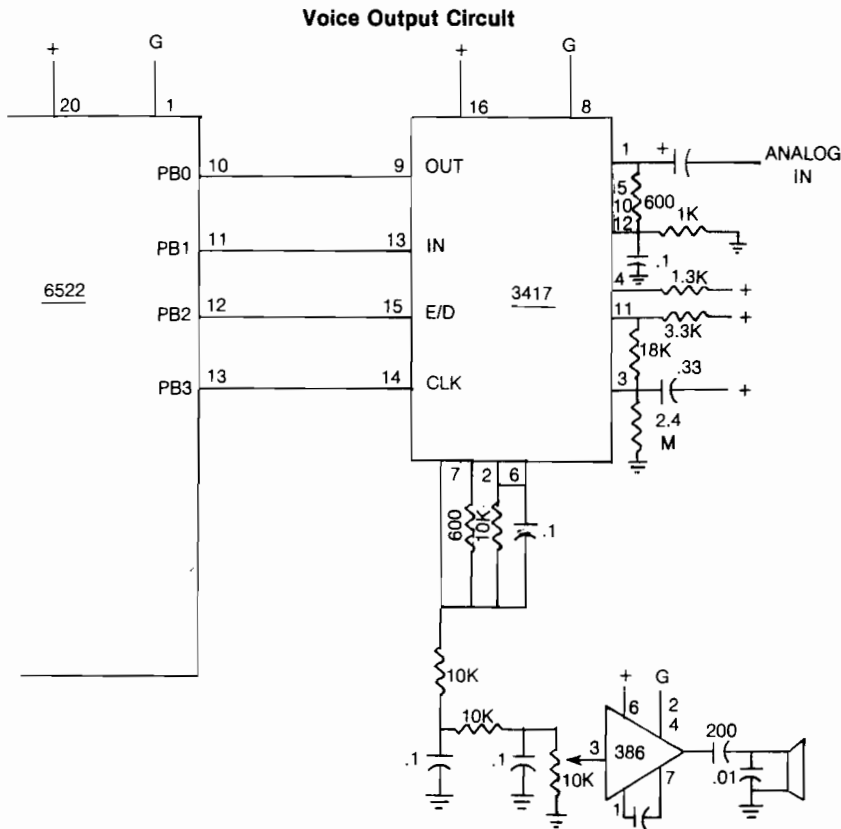 Voice Output Circuit
+ G + G
20 1 16 8
PB0 10 9 OUT 1 + ANALOG
IN
5
10 600
12 1K
PB1 11 13 IN .1
6522 3417 4 1.3K +
PB2 12 15 E/D 11 3.3K +
18K
.33
PB3 13 14 CLK 3 +
2.4
M
7 2 6
600 10K .1
10K
+ G
6 2
4
10K 200
3 386
.1 .1 10K 7 .01
1